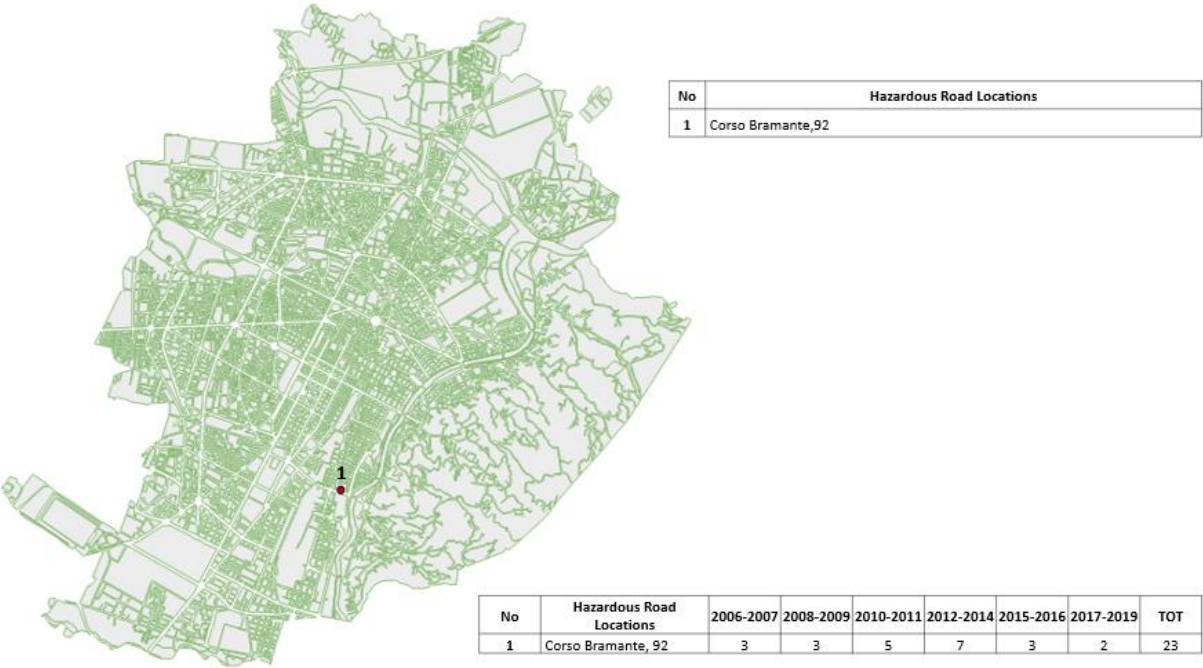 No Hazardous Road Locations
1 Corso Bramante,92
1
No Hazardous Road Locations 2006-2007 2008-2009 2010-2011 2012-2014 2015-2016 2017-2019 TOT
1 Corso Bramante, 92 3 3 5 7 3 2 23